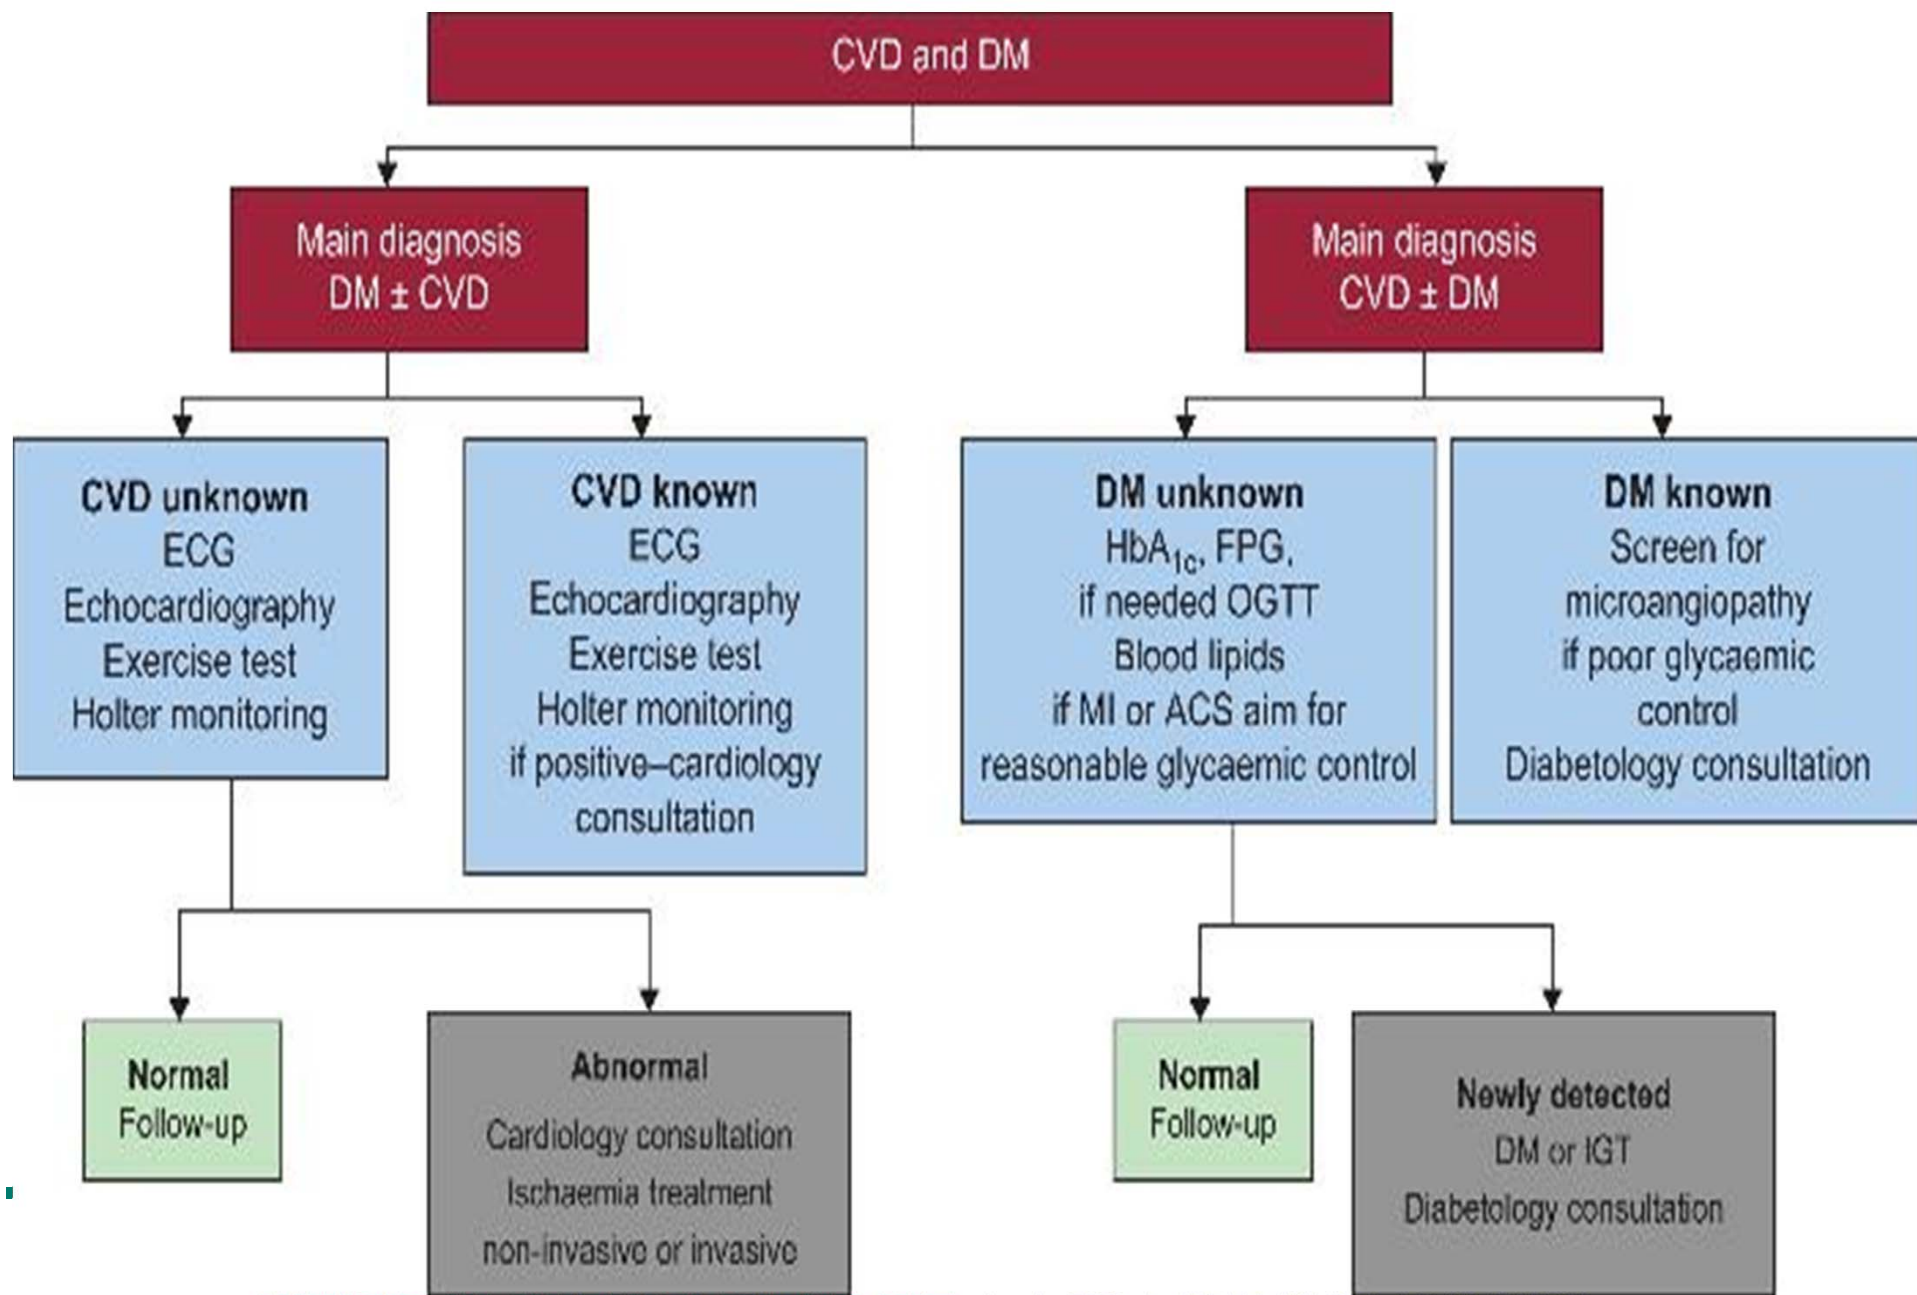 CVD and DM
Main diagnosis
DM ± CVD
Main diagnosis
CVD ± DM
CVD unknown
ECG
Echocardiography
Exercise test
Holter monitoring
CVD known
ECG
Echocardiography
Exercise test
Holter monitoring
if positive–cardiology
consultation
DM unknown
HbA1c, FPG,
if needed OGTT
Blood lipids
if MI or ACS aim for
reasonable glycaemic control
DM known
Screen for
microangiopathy
if poor glycaemic
control
Diabetology consultation
Normal
Follow-up
Abnormal
Cardiology consultation
Ischaemia treatment
non-invasive or invasive
Normal
Follow-up
Newly detected
DM or IGT
Diabetology consultation